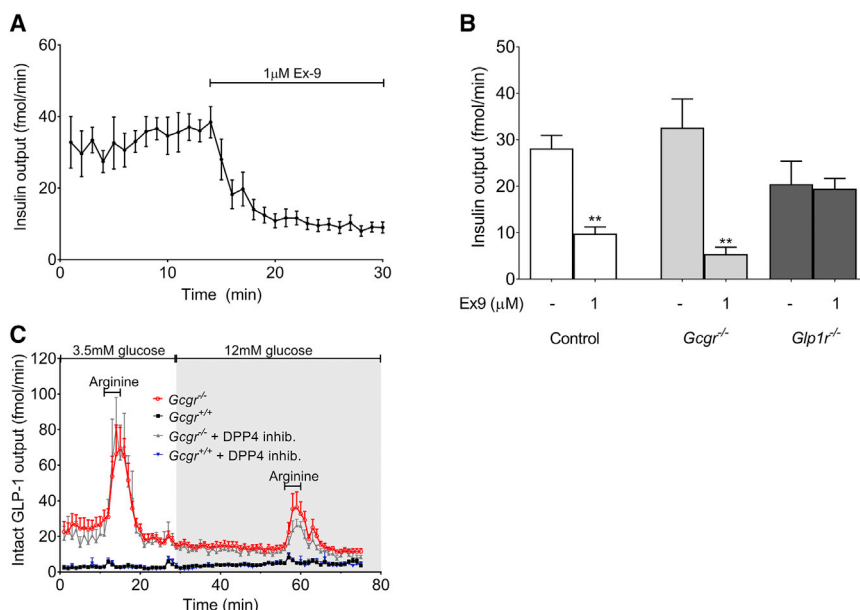 A
60
40
20
0
Insulin output (fmol/min)
1μM Ex-9
0 10 20 30
Time (min)
B
50
40
30
20
10
0
Insulin output (fmol/min)
**
**
Ex9 (μM) - 1 - 1 - 1
Control Gcgr-/- Glp1r-/-
C
3.5mM glucose 12mM glucose
120
100
80
60
40
20
0
Intact GLP-1 output (fmol/min)
Arginine
Gcgr-/-
Gcgr+/+
Gcgr-/- + DPP4 inhib.
Gcgr+/+ + DPP4 inhib.
Arginine
0 20 40 60 80
Time (min)